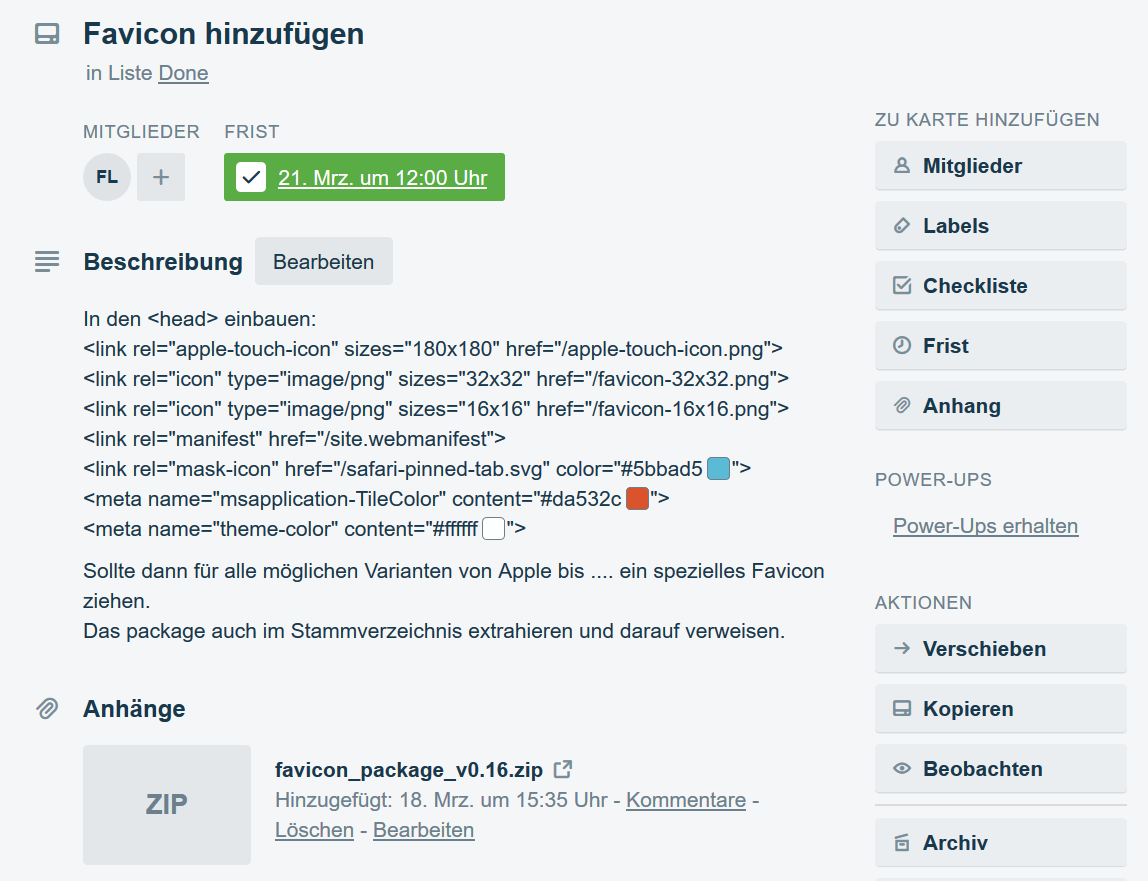 Favicon hinzufügen
in Liste Done
MITGLIEDER
FL
+
FRIST
21. Mrz. um 12:00 Uhr
Beschreibung
Bearbeiten
In den <head> einbauen:
<link rel="apple-touch-icon" sizes="180x180" href="/apple-touch-icon.png">
<link rel="icon" type="image/png" sizes="32x32" href="/favicon-32x32.png">
<link rel="icon" type="image/png" sizes="16x16" href="/favicon-16x16.png">
<link rel="manifest" href="/site.webmanifest">
<link rel="mask-icon" href="/safari-pinned-tab.svg" color="#5bbad5">
<meta name="msapplication-TileColor" content="#da532c">
<meta name="theme-color" content="#ffffff">
Sollte dann für alle möglichen Varianten von Apple bis .... ein spezielles Favicon
ziehen.
Das package auch im Stammverzeichnis extrahieren und darauf verweisen.
Anhänge
ZIP
favicon_package_v0.16.zip
Hinzugefügt: 18. Mrz. um 15:35 Uhr - Kommentare -
Löschen - Bearbeiten
ZU KARTE HINZUFÜGEN
Mitglieder
Labels
Checkliste
Frist
Anhang
POWER-UPS
Power-Ups erhalten
AKTIONEN
Verschieben
Kopieren
Beobachten
Archiv